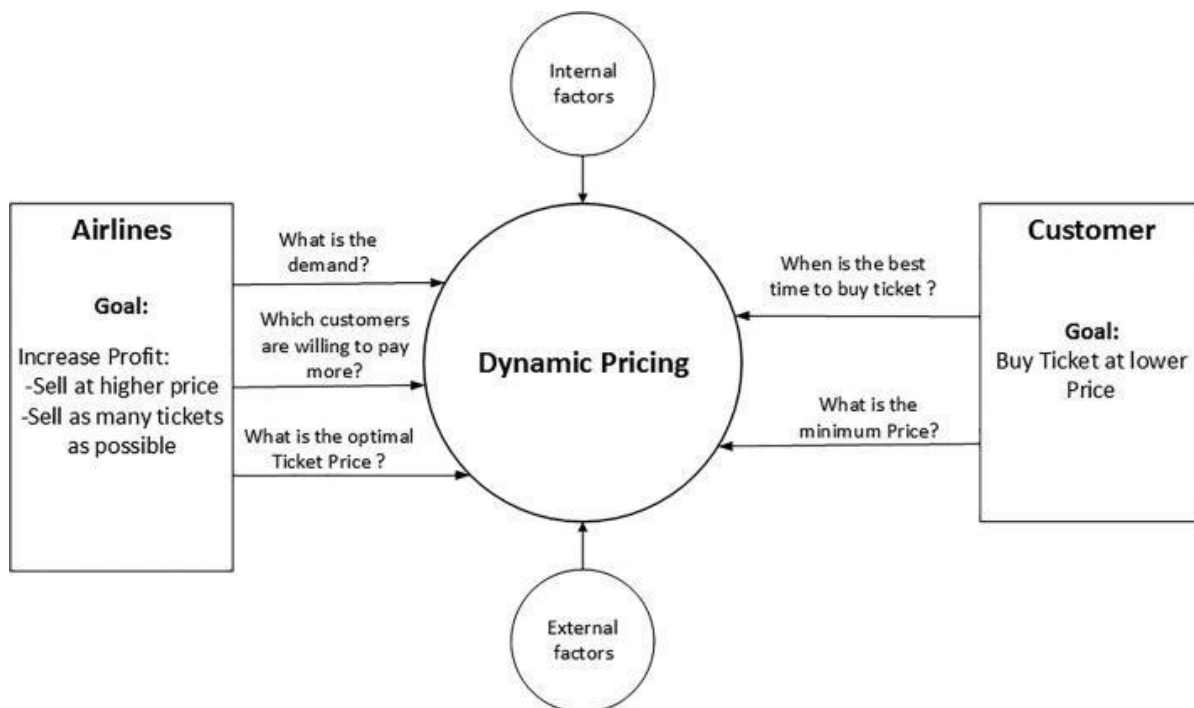 Internal
factors
Airlines
Goal:
Increase Profit:
-Sell at higher price
-Sell as many tickets
as possible
What is the
demand?
Which customers
are willing to pay
more?
What is the optimal
Ticket Price ?
Dynamic Pricing
When is the best
time to buy ticket ?
What is the
minimum Price?
Customer
Goal:
Buy Ticket at lower
Price
External
factors